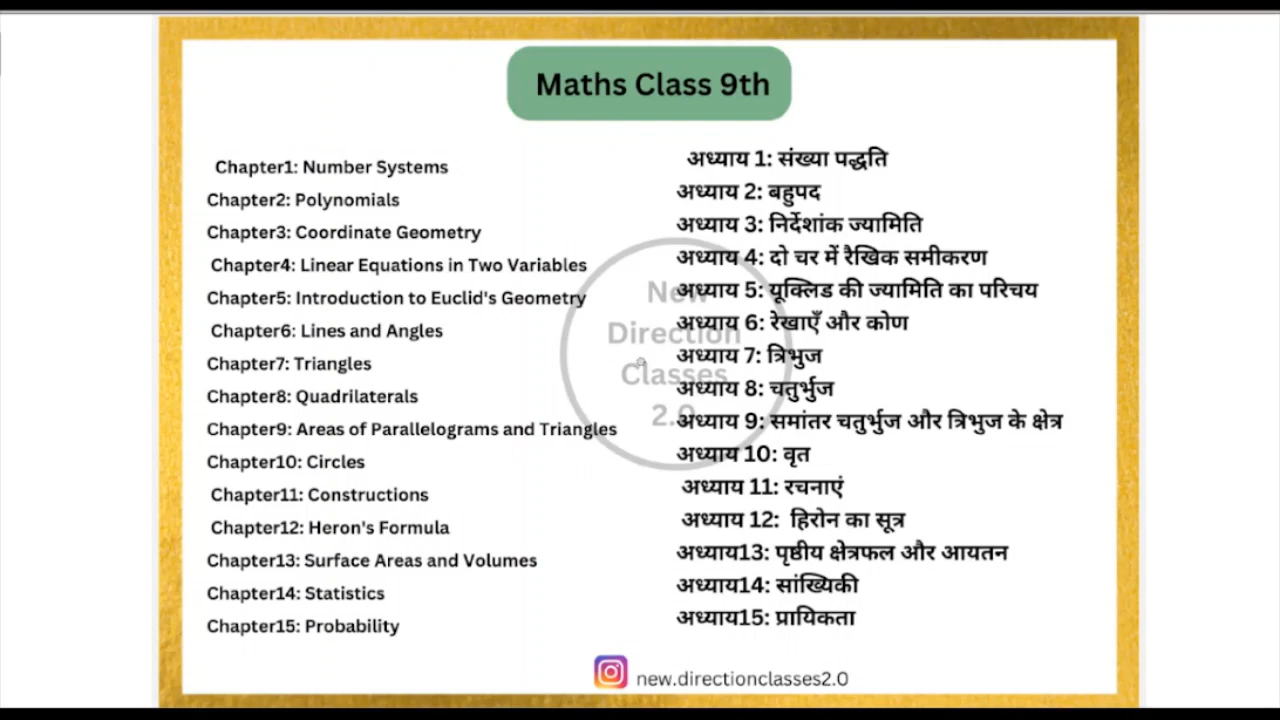 Maths Class 9th
Chapter1: Number Systems
Chapter2: Polynomials
Chapter3: Coordinate Geometry
Chapter4: Linear Equations in Two Variables
Chapter5: Introduction to Euclid's Geometry
Chapter6: Lines and Angles
Chapter7: Triangles
Chapter8: Quadrilaterals
Chapter9: Areas of Parallelograms and Triangles
Chapter10: Circles
Chapter11: Constructions
Chapter12: Heron's Formula
Chapter13: Surface Areas and Volumes
Chapter14: Statistics
Chapter15: Probability
अध्याय 1: संख्या पद्धति
अध्याय 2: बहुपद
अध्याय 3: निर्देशांक ज्यामिति
अध्याय 4: दो चर में रैखिक समीकरण
अध्याय 5: यूक्लिड की ज्यामिति का परिचय
अध्याय 6: रेखाएँ और कोण
अध्याय 7: त्रिभुज
अध्याय 8: चतुर्भुज
अध्याय 9: समांतर चतुर्भुज और त्रिभुज के क्षेत्र
अध्याय 10: वृत
अध्याय 11: रचनाएं
अध्याय 12: हिरोन का सूत्र
अध्याय13: पृष्ठीय क्षेत्रफल और आयतन
अध्याय14: सांख्यिकी
अध्याय15: प्रायिकता
New
Direction
Classes
2.0
new.directionclasses2.0